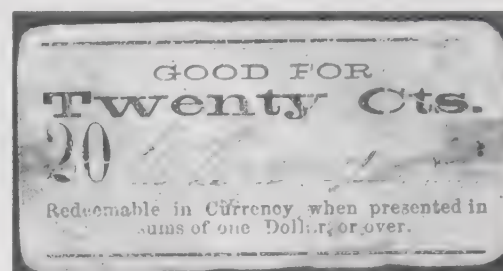 GOOD FOR
Twenty Cts.
20
Redeemable in Currency when presented in
sums of one Dollar, or over.